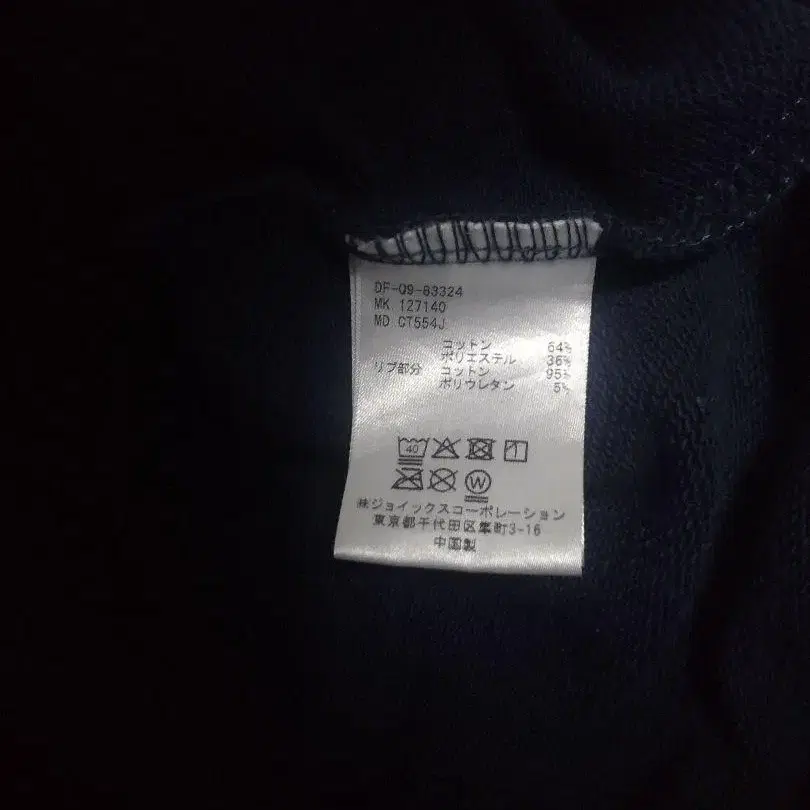 DF-Q9-83324
MK 127140
MD CT554J
コットン 64%
ポリエステル 36%
リブ部分 コットン 95%
ポリウレタン 5%
40
W
㈱ジョイックスコーポレーション
東京都千代田区隼町3-16
中国製